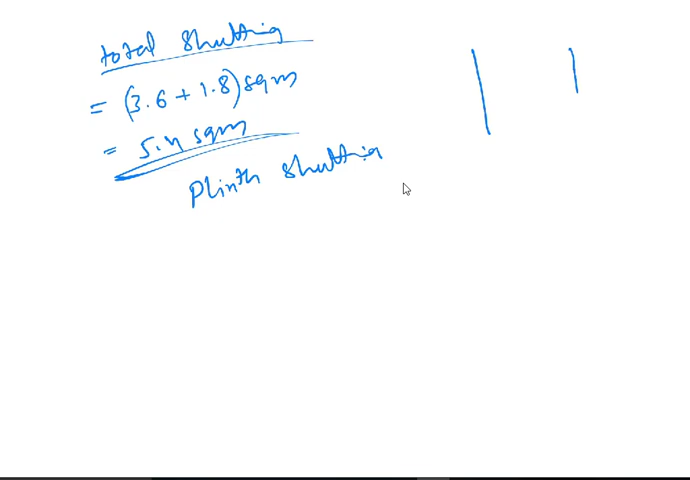 total Shutting
= (3.6 + 1.8) sqm
= 5.4 sqm
Plinth Shutting